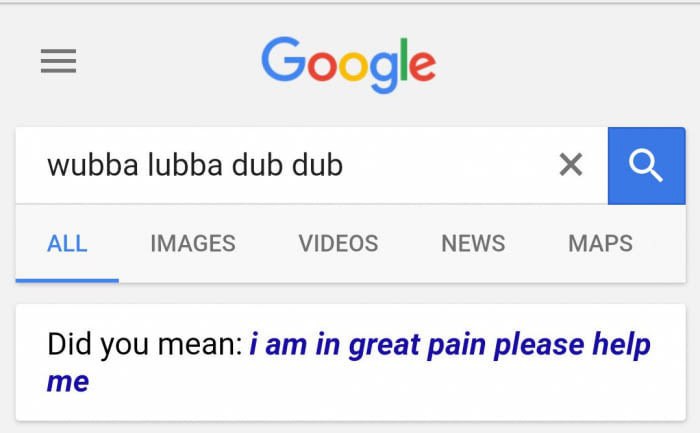 Google
wubba lubba dub dub
ALL IMAGES VIDEOS NEWS MAPS
Did you mean: i am in great pain please help
me